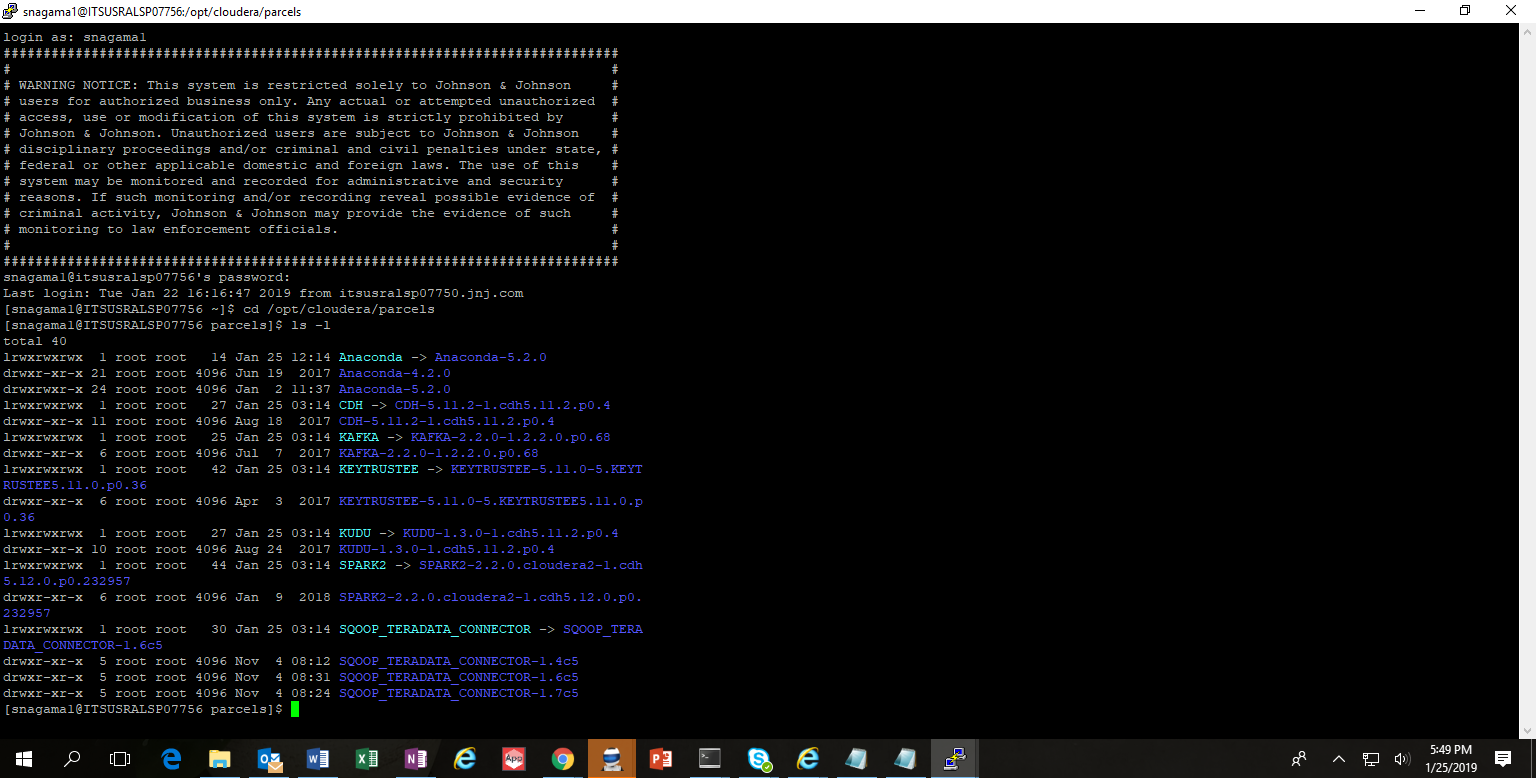 snagama1@ITSUSRALSP07756:/opt/cloudera/parcels
login as: snagama1
#############################################################################
#                                                                           #
# WARNING NOTICE: This system is restricted solely to Johnson & Johnson     #
# users for authorized business only. Any actual or attempted unauthorized  #
# access, use or modification of this system is strictly prohibited by      #
# Johnson & Johnson. Unauthorized users are subject to Johnson & Johnson    #
# disciplinary proceedings and/or criminal and civil penalties under state, #
# federal or other applicable domestic and foreign laws. The use of this    #
# system may be monitored and recorded for administrative and security      #
# reasons. If such monitoring and/or recording reveal possible evidence of  #
# criminal activity, Johnson & Johnson may provide the evidence of such     #
# monitoring to law enforcement officials.                                  #
#                                                                           #
#############################################################################
snagama1@itsusralsp07756's password:
Last login: Tue Jan 22 16:16:47 2019 from itsusralsp07750.jnj.com
[snagama1@ITSUSRALSP07756 ~]$ cd /opt/cloudera/parcels
[snagama1@ITSUSRALSP07756 parcels]$ ls -l
total 40
lrwxrwxrwx  1 root root   14 Jan 25 12:14 Anaconda -> Anaconda-5.2.0
drwxrwxr-x 21 root root 4096 Jun 19  2017 Anaconda-4.2.0
drwxrwxr-x 24 root root 4096 Jan  2 11:37 Anaconda-5.2.0
lrwxrwxrwx  1 root root   27 Jan 25 03:14 CDH -> CDH-5.11.2-1.cdh5.11.2.p0.4
drwxr-xr-x 11 root root 4096 Aug 18  2017 CDH-5.11.2-1.cdh5.11.2.p0.4
lrwxrwxrwx  1 root root   25 Jan 25 03:14 KAFKA -> KAFKA-2.2.0-1.2.2.0.p0.68
drwxr-xr-x  6 root root 4096 Jul  7  2017 KAFKA-2.2.0-1.2.2.0.p0.68
lrwxrwxrwx  1 root root   42 Jan 25 03:14 KEYTRUSTEE -> KEYTRUSTEE-5.11.0-5.KEYT
RUSTEE5.11.0.p0.36
drwxr-xr-x  6 root root 4096 Apr  3  2017 KEYTRUSTEE-5.11.0-5.KEYTRUSTEE5.11.0.p
0.36
lrwxrwxrwx  1 root root   27 Jan 25 03:14 KUDU -> KUDU-1.3.0-1.cdh5.11.2.p0.4
drwxr-xr-x 10 root root 4096 Aug 24  2017 KUDU-1.3.0-1.cdh5.11.2.p0.4
lrwxrwxrwx  1 root root   44 Jan 25 03:14 SPARK2 -> SPARK2-2.2.0.cloudera2-1.cdh
5.12.0.p0.232957
drwxr-xr-x  6 root root 4096 Jan  9  2018 SPARK2-2.2.0.cloudera2-1.cdh5.12.0.p0.
232957
lrwxrwxrwx  1 root root   30 Jan 25 03:14 SQOOP_TERADATA_CONNECTOR -> SQOOP_TERA
DATA_CONNECTOR-1.6c5
drwxr-xr-x  5 root root 4096 Nov  4 08:12 SQOOP_TERADATA_CONNECTOR-1.4c5
drwxr-xr-x  5 root root 4096 Nov  4 08:31 SQOOP_TERADATA_CONNECTOR-1.6c5
drwxr-xr-x  5 root root 4096 Nov  4 08:24 SQOOP_TERADATA_CONNECTOR-1.7c5
[snagama1@ITSUSRALSP07756 parcels]$
App
5:49 PM
1/25/2019